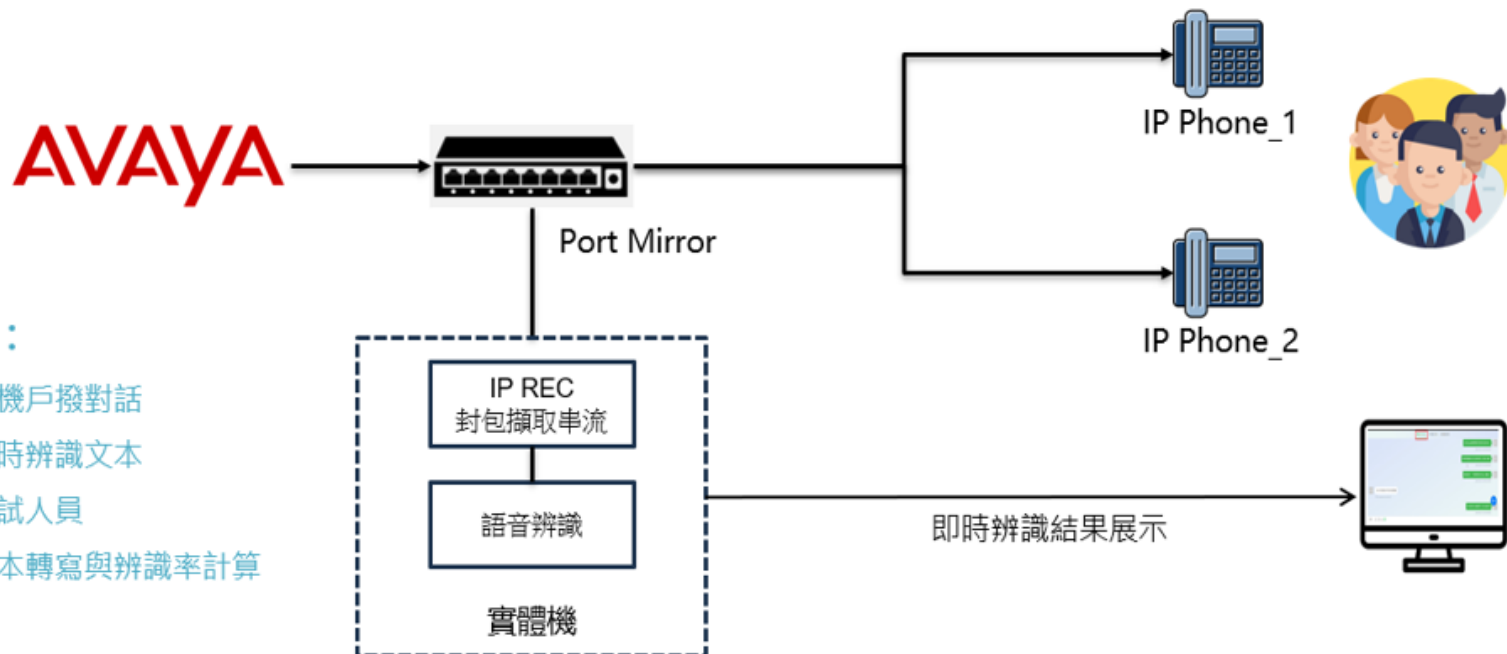 AVAYA
Port Mirror
IP Phone_1
IP Phone_2
：
機戶撥對話
時辨識文本
試人員
本轉寫與辨識率計算
IP REC
封包擷取串流
語音辨識
實體機
即時辨識結果展示